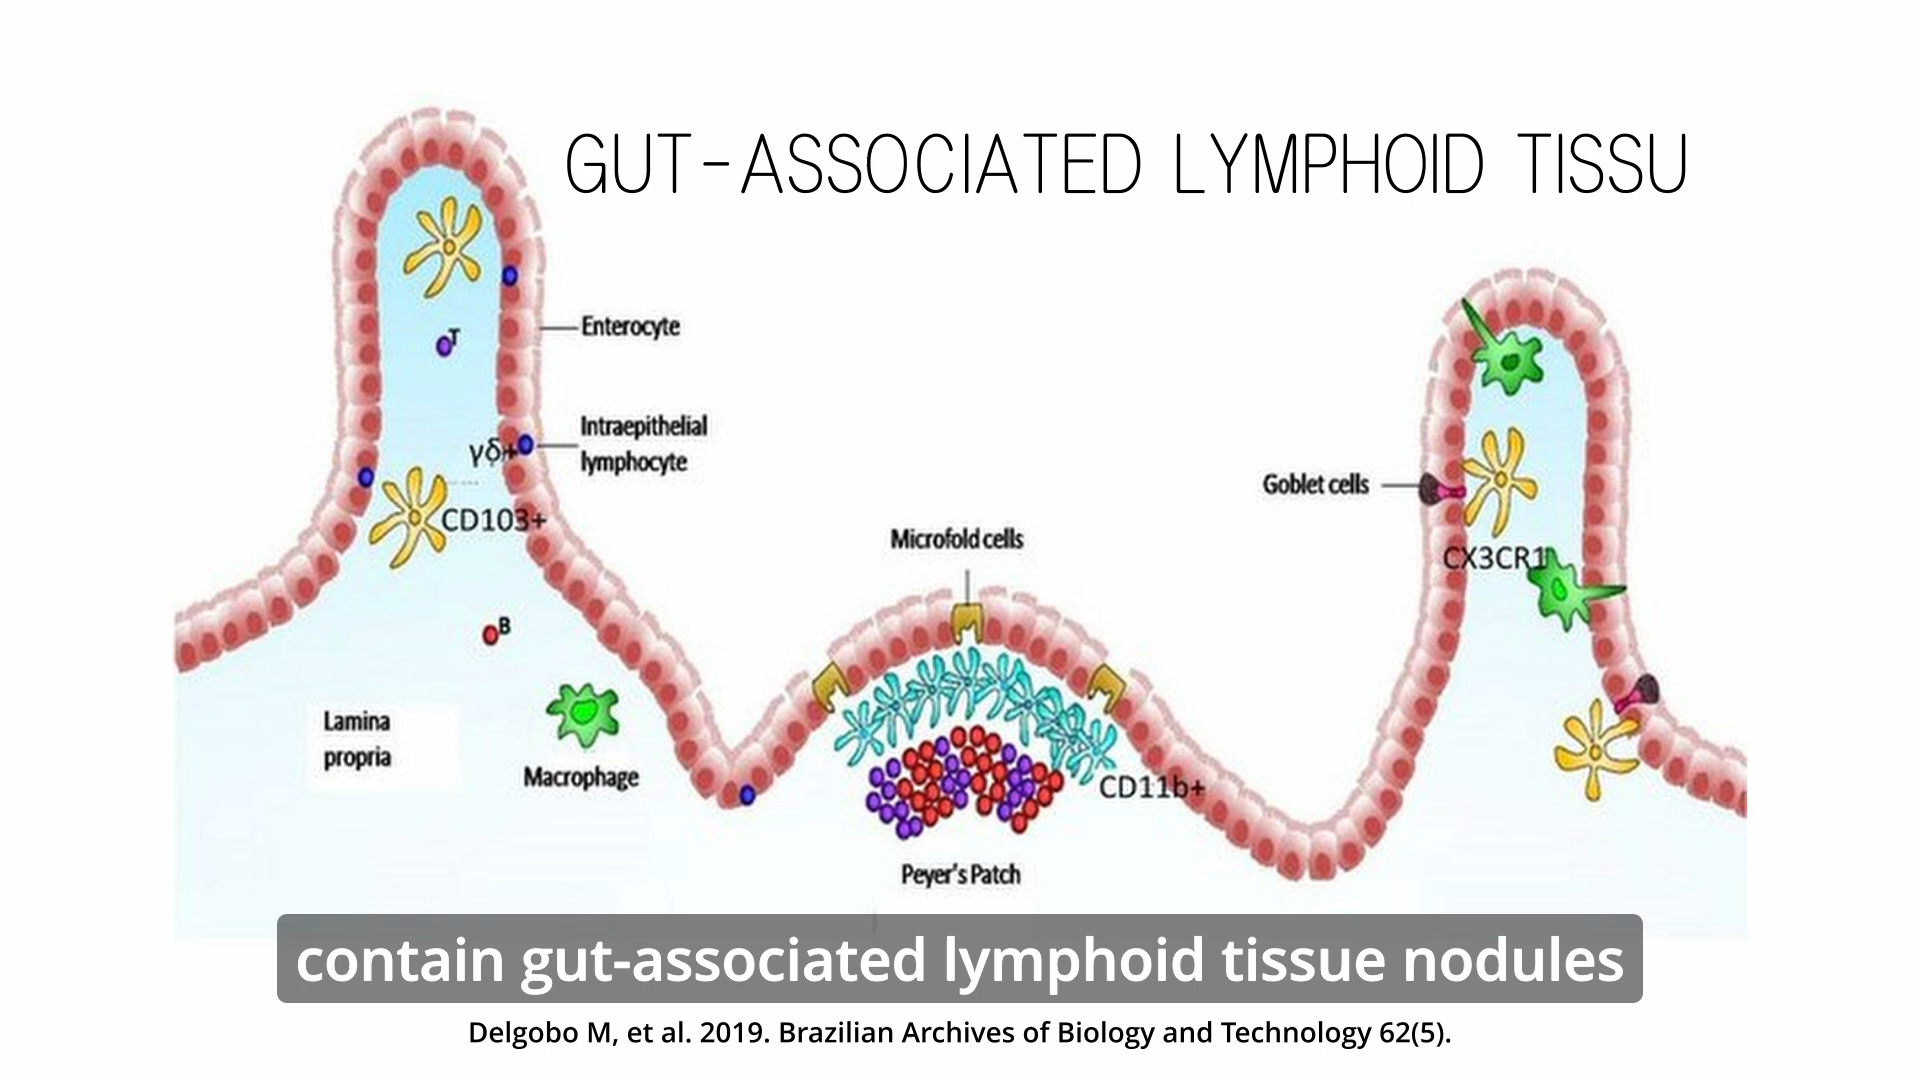 GUT-ASSOCIATED LYMPHOID TISSU
T
Enterocyte
Intraepithelial
lymphocyte
γδ+
CD103+
B
Lamina
propria
Macrophage
Microfold cells
CD11b+
Peyer's Patch
Goblet cells
CX3CR1
contain gut-associated lymphoid tissue nodules
Delgobo M, et al. 2019. Brazilian Archives of Biology and Technology 62(5).